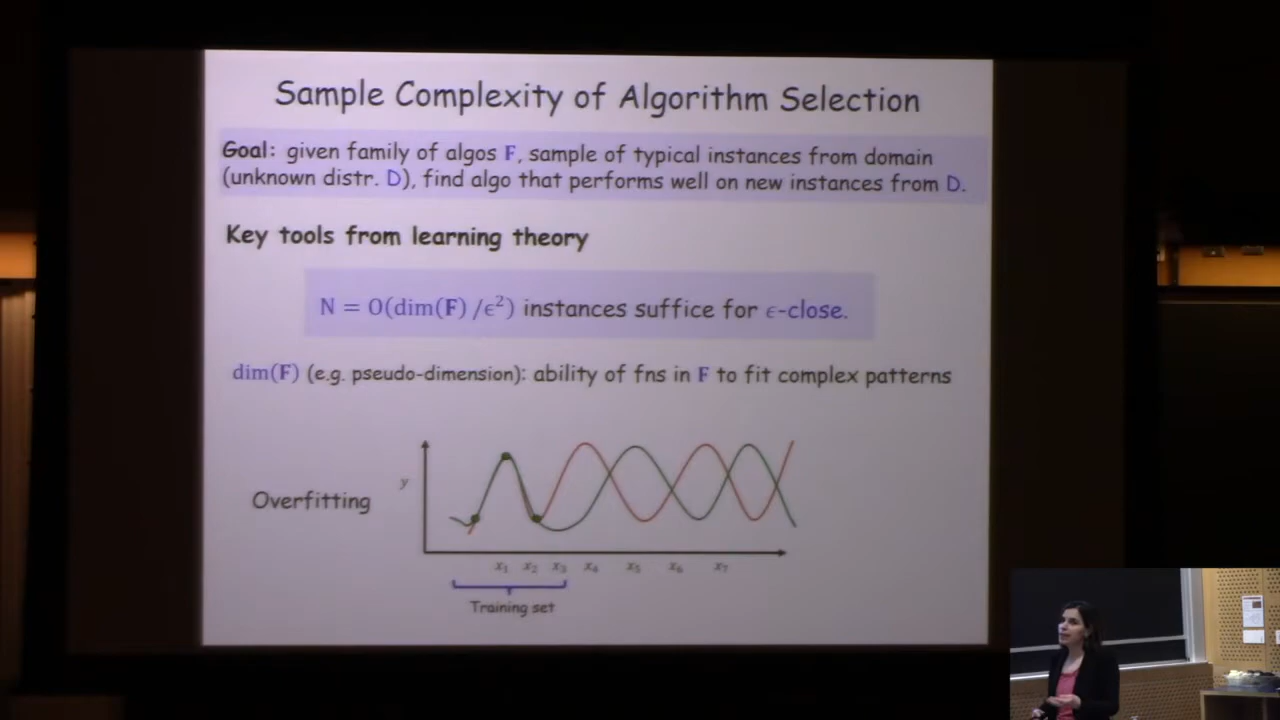 Sample Complexity of Algorithm Selection
Goal: given family of algos F, sample of typical instances from domain
(unknown distr. D), find algo that performs well on new instances from D.
Key tools from learning theory
N = O(dim(F) /ϵ²) instances suffice for ϵ-close.
dim(F) (e.g. pseudo-dimension): ability of fns in F to fit complex patterns
y
Overfitting
x₁ x₂ x₃ x₄ x₅ x₆ x₇
Training set